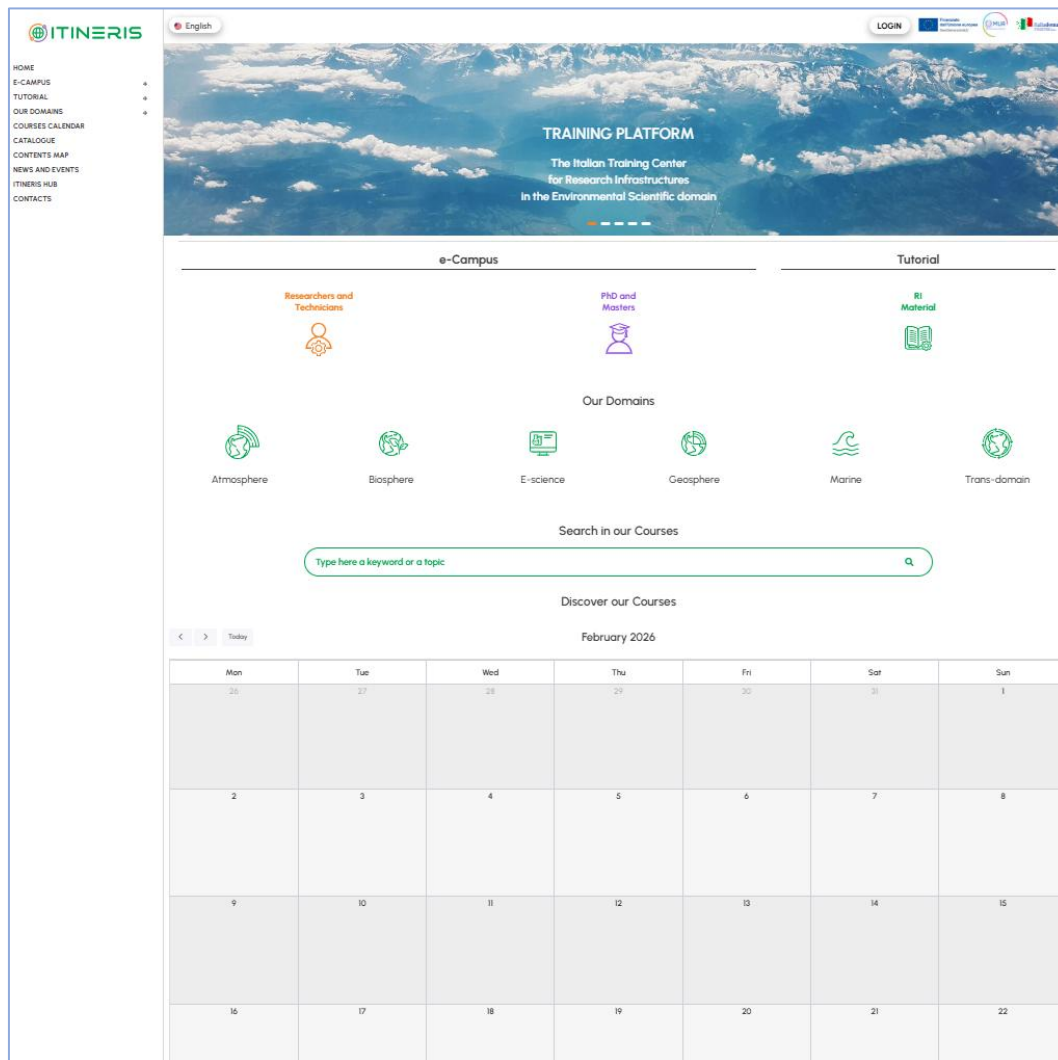 ITINERIS
English
LOGIN
HOME
E-CAMPUS +
TUTORIAL +
OUR DOMAINS +
COURSES CALENDAR
CATALOGUE
CONTENTS MAP
NEWS AND EVENTS
ITINERIS HUB
CONTACTS
TRAINING PLATFORM
The Italian Training Center
for Research Infrastructures
in the Environmental Scientific domain
e-Campus
Tutorial
Researchers and
Technicians
PhD and
Masters
RI
Material
Our Domains
Atmosphere Biosphere E-science Geosphere Marine Trans-domain
Search in our Courses
Type here a keyword or a topic
Discover our Courses
< > Today February 2026
Mon Tue Wed Thu Fri Sat Sun
26 27 28 29 30 31 1
2 3 4 5 6 7 8
9 10 11 12 13 14 15
16 17 18 19 20 21 22